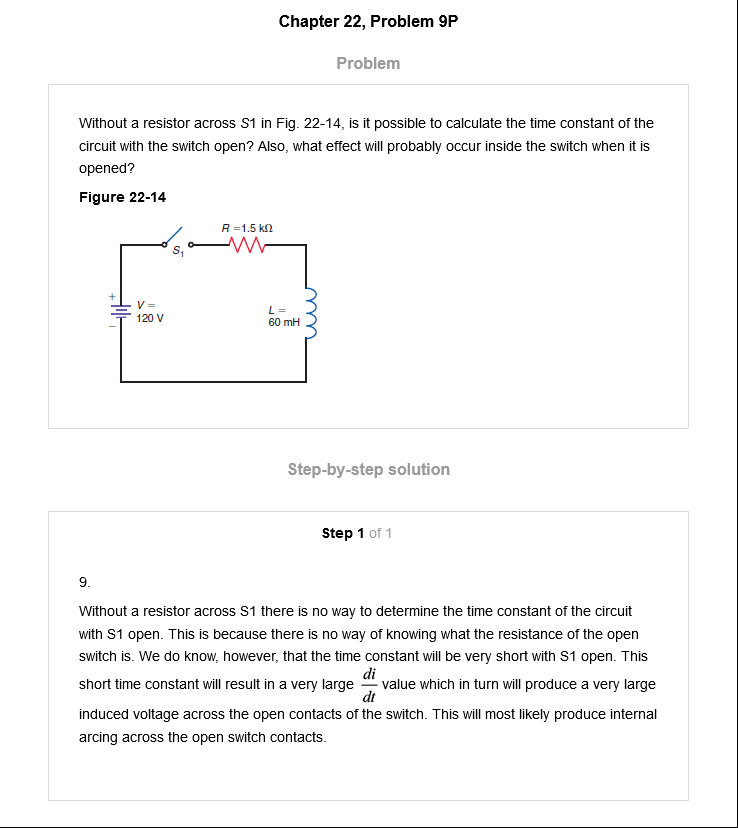 Chapter 22, Problem 9P
Problem
Without a resistor across S1 in Fig. 22-14, is it possible to calculate the time constant of the
circuit with the switch open? Also, what effect will probably occur inside the switch when it is
opened?
Figure 22-14
R = 1.5 kΩ
S₁
+
V =
120 V
−
L =
60 mH
Step-by-step solution
Step 1 of 1
9.
Without a resistor across S1 there is no way to determine the time constant of the circuit
with S1 open. This is because there is no way of knowing what the resistance of the open
switch is. We do know, however, that the time constant will be very short with S1 open. This
short time constant will result in a very large di/dt value which in turn will produce a very large
induced voltage across the open contacts of the switch. This will most likely produce internal
arcing across the open switch contacts.